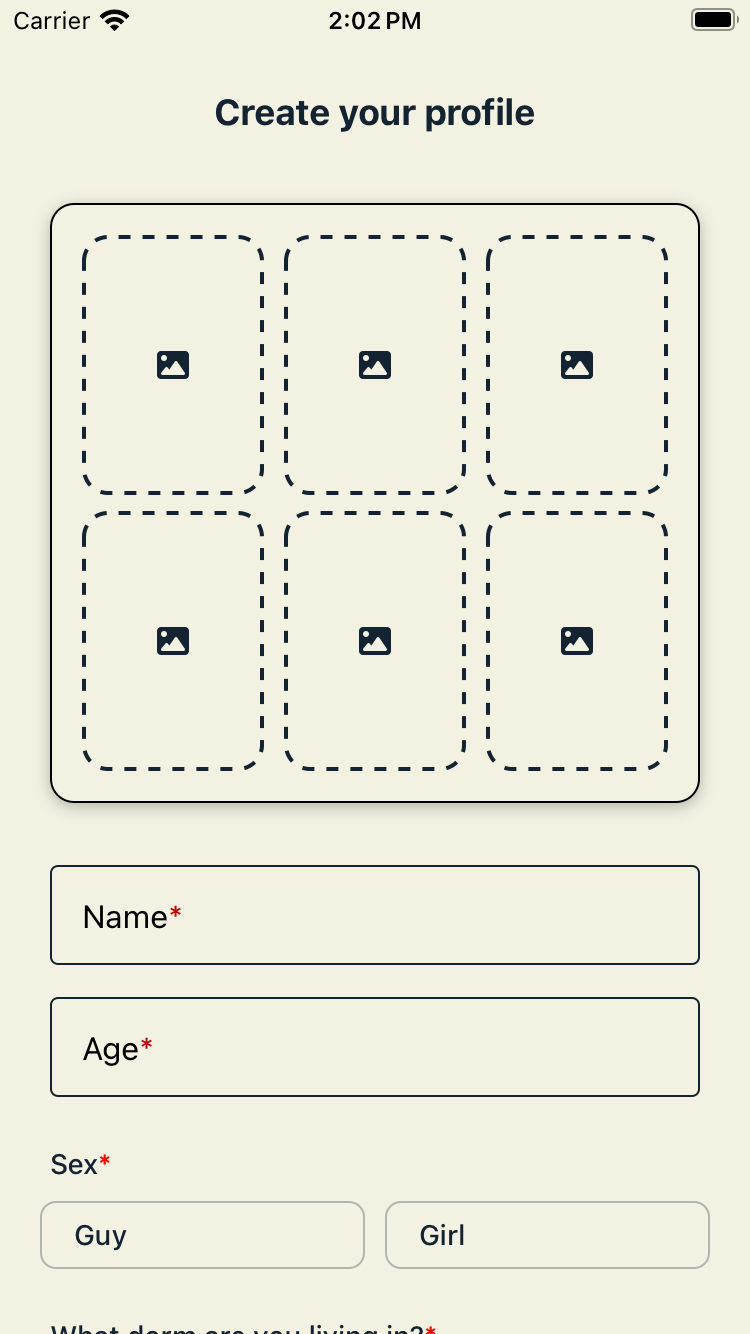 Carrier 2:02 PM
Create your profile
Name*
Age*
Sex*
Guy Girl
What dorm are you living in?*